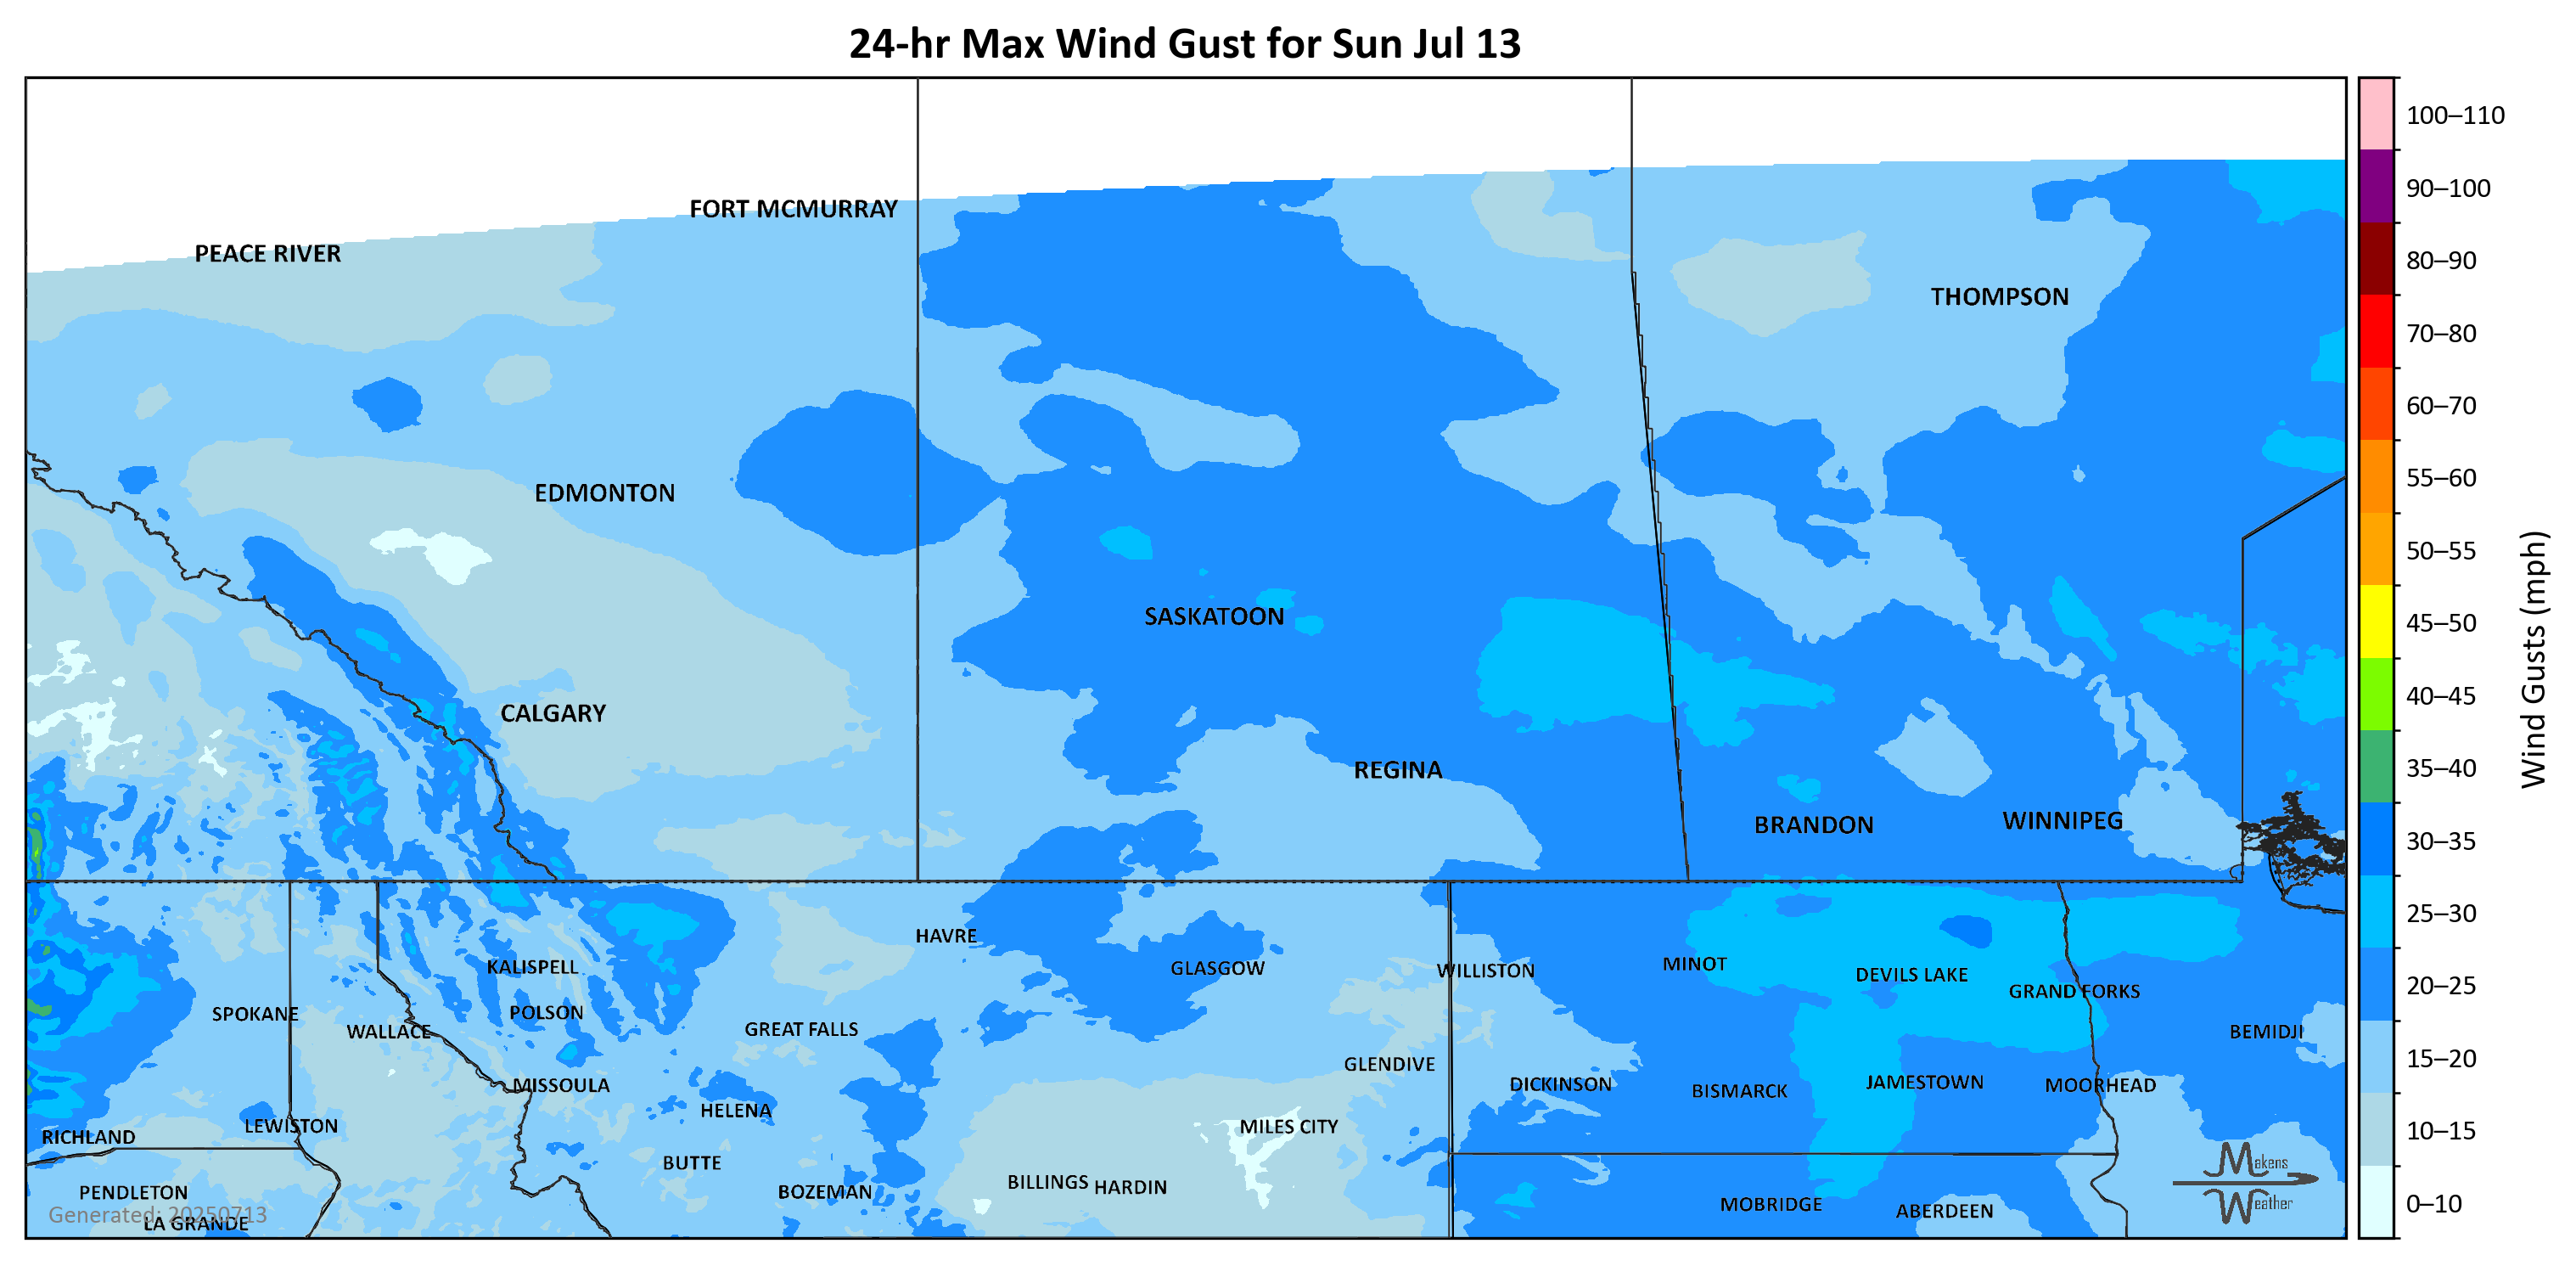 24-hr Max Wind Gust for Sun Jul 13
100–110
90–100
80–90
70–80
60–70
55–60
50–55
45–50
40–45
35–40
30–35
25–30
20–25
15–20
10–15
0–10
Wind Gusts (mph)
FORT MCMURRAY
PEACE RIVER
THOMPSON
EDMONTON
SASKATOON
CALGARY
REGINA
BRANDON
WINNIPEG
HAVRE
KALISPELL
GLASGOW
WILLISTON
MINOT
DEVILS LAKE
GRAND FORKS
SPOKANE
POLSON
WALLACE
GREAT FALLS
BEMIDJI
GLENDIVE
MISSOULA
DICKINSON
BISMARCK
JAMESTOWN
MOORHEAD
HELENA
LEWISTON
MILES CITY
RICHLAND
BUTTE
PENDLETON
BOZEMAN
BILLINGS
HARDIN
MOBRIDGE
ABERDEEN
Generated: 20250713
LA GRANDE
Makens
Weather